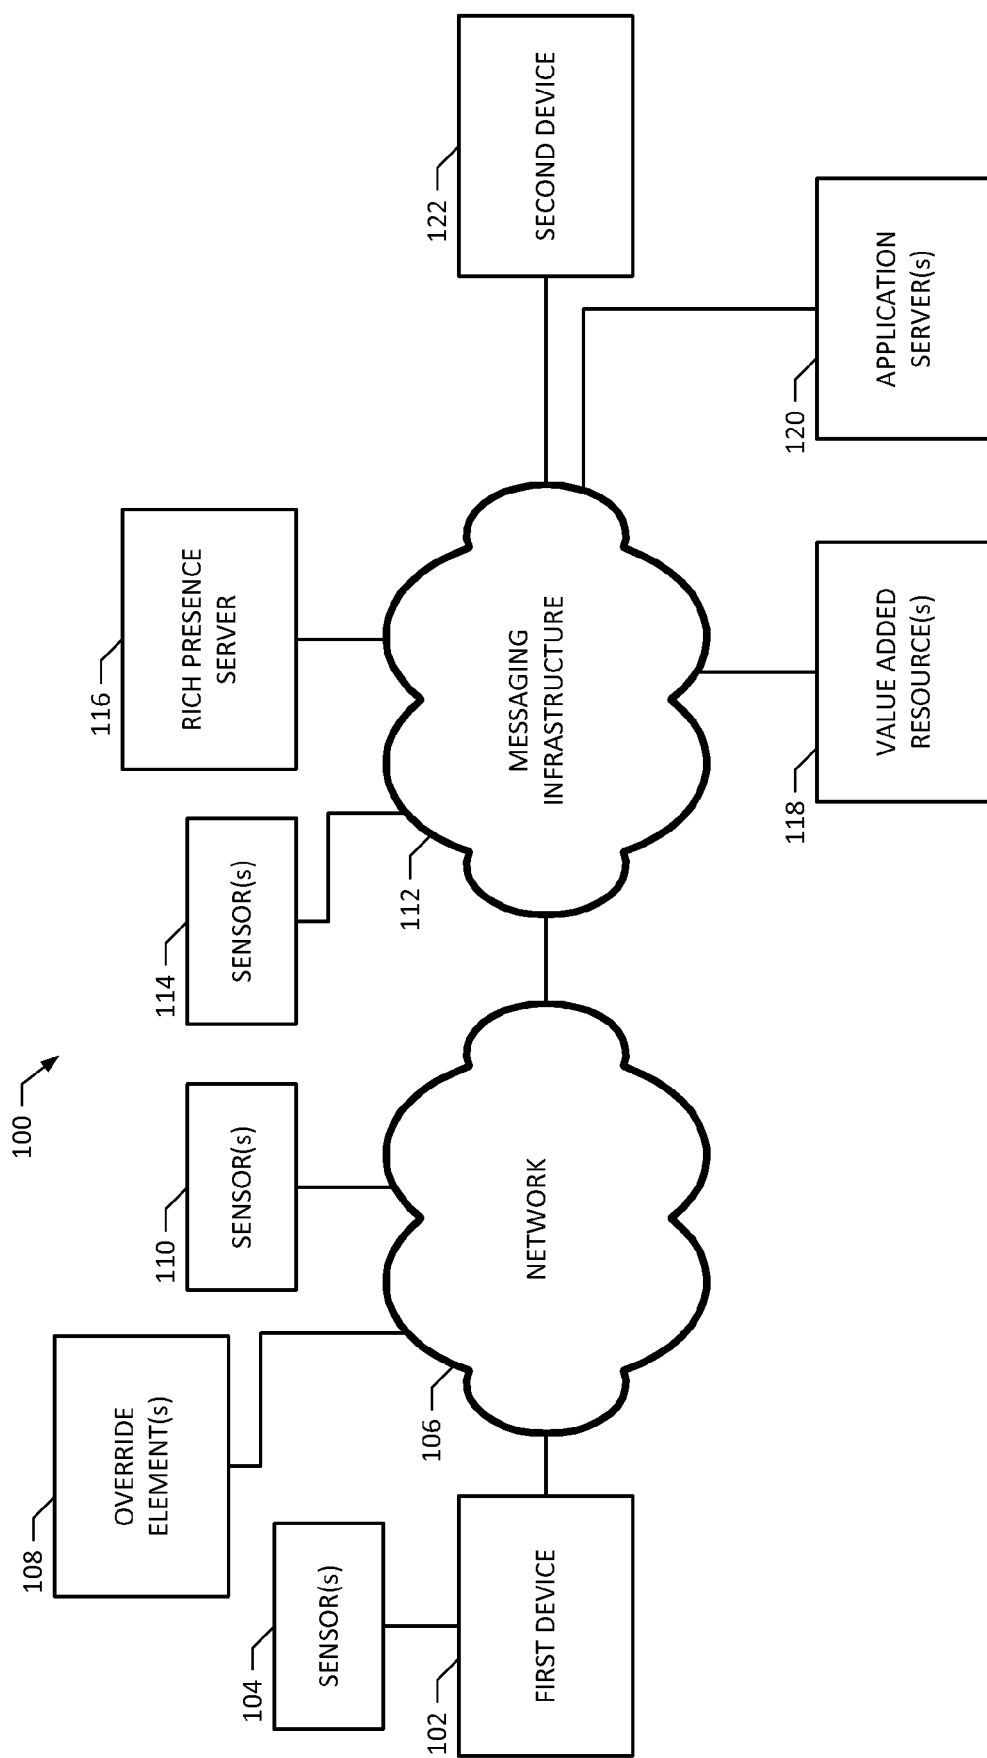 100
108
OVERRIDE
ELEMENT(s)
110
SENSOR(s)
114
SENSOR(s)
116
RICH PRESENCE
SERVER
104
SENSOR(s)
102
FIRST DEVICE
106
NETWORK
112
MESSAGING
INFRASTRUCTURE
122
SECOND DEVICE
118
VALUE ADDED
RESOURCE(s)
120
APPLICATION
SERVER(s)